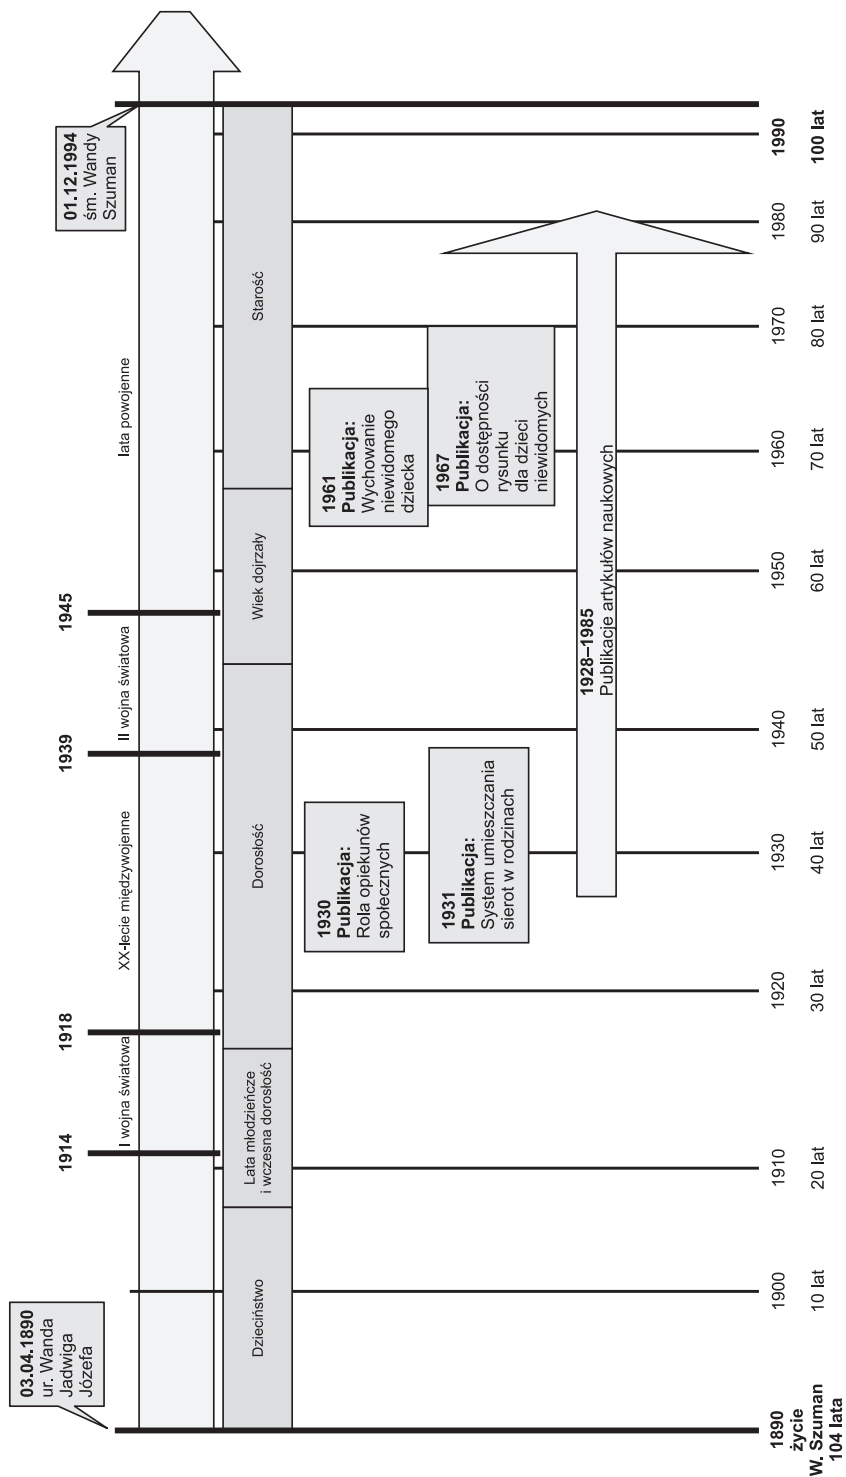 03.04.1890
ur. Wanda
Jadwiga
Józefa
01.12.1994
śm. Wandy
Szuman
1914
1918
1939
1945
I wojna światowa
XX-lecie międzywojenne
II wojna światowa
lata powojenne
Dzieciństwo
Lata młodzieńcze
i wczesna dorosłość
Dorosłość
Wiek dojrzały
Starość
1930
Publikacja:
Rola opiekunów
społecznych
1961
Publikacja:
Wychowanie
niewidomego
dziecka
1931
Publikacja:
System umieszczania
sierot w rodzinach
1967
Publikacja:
O dostępności
rysunku
dla dzieci
niewidomych
1928–1985
Publikacje artykułów naukowych
1890
1900
1910
1920
1930
1940
1950
1960
1970
1980
1990
życie
W. Szuman
104 lata
10 lat
20 lat
30 lat
40 lat
50 lat
60 lat
70 lat
80 lat
90 lat
100 lat